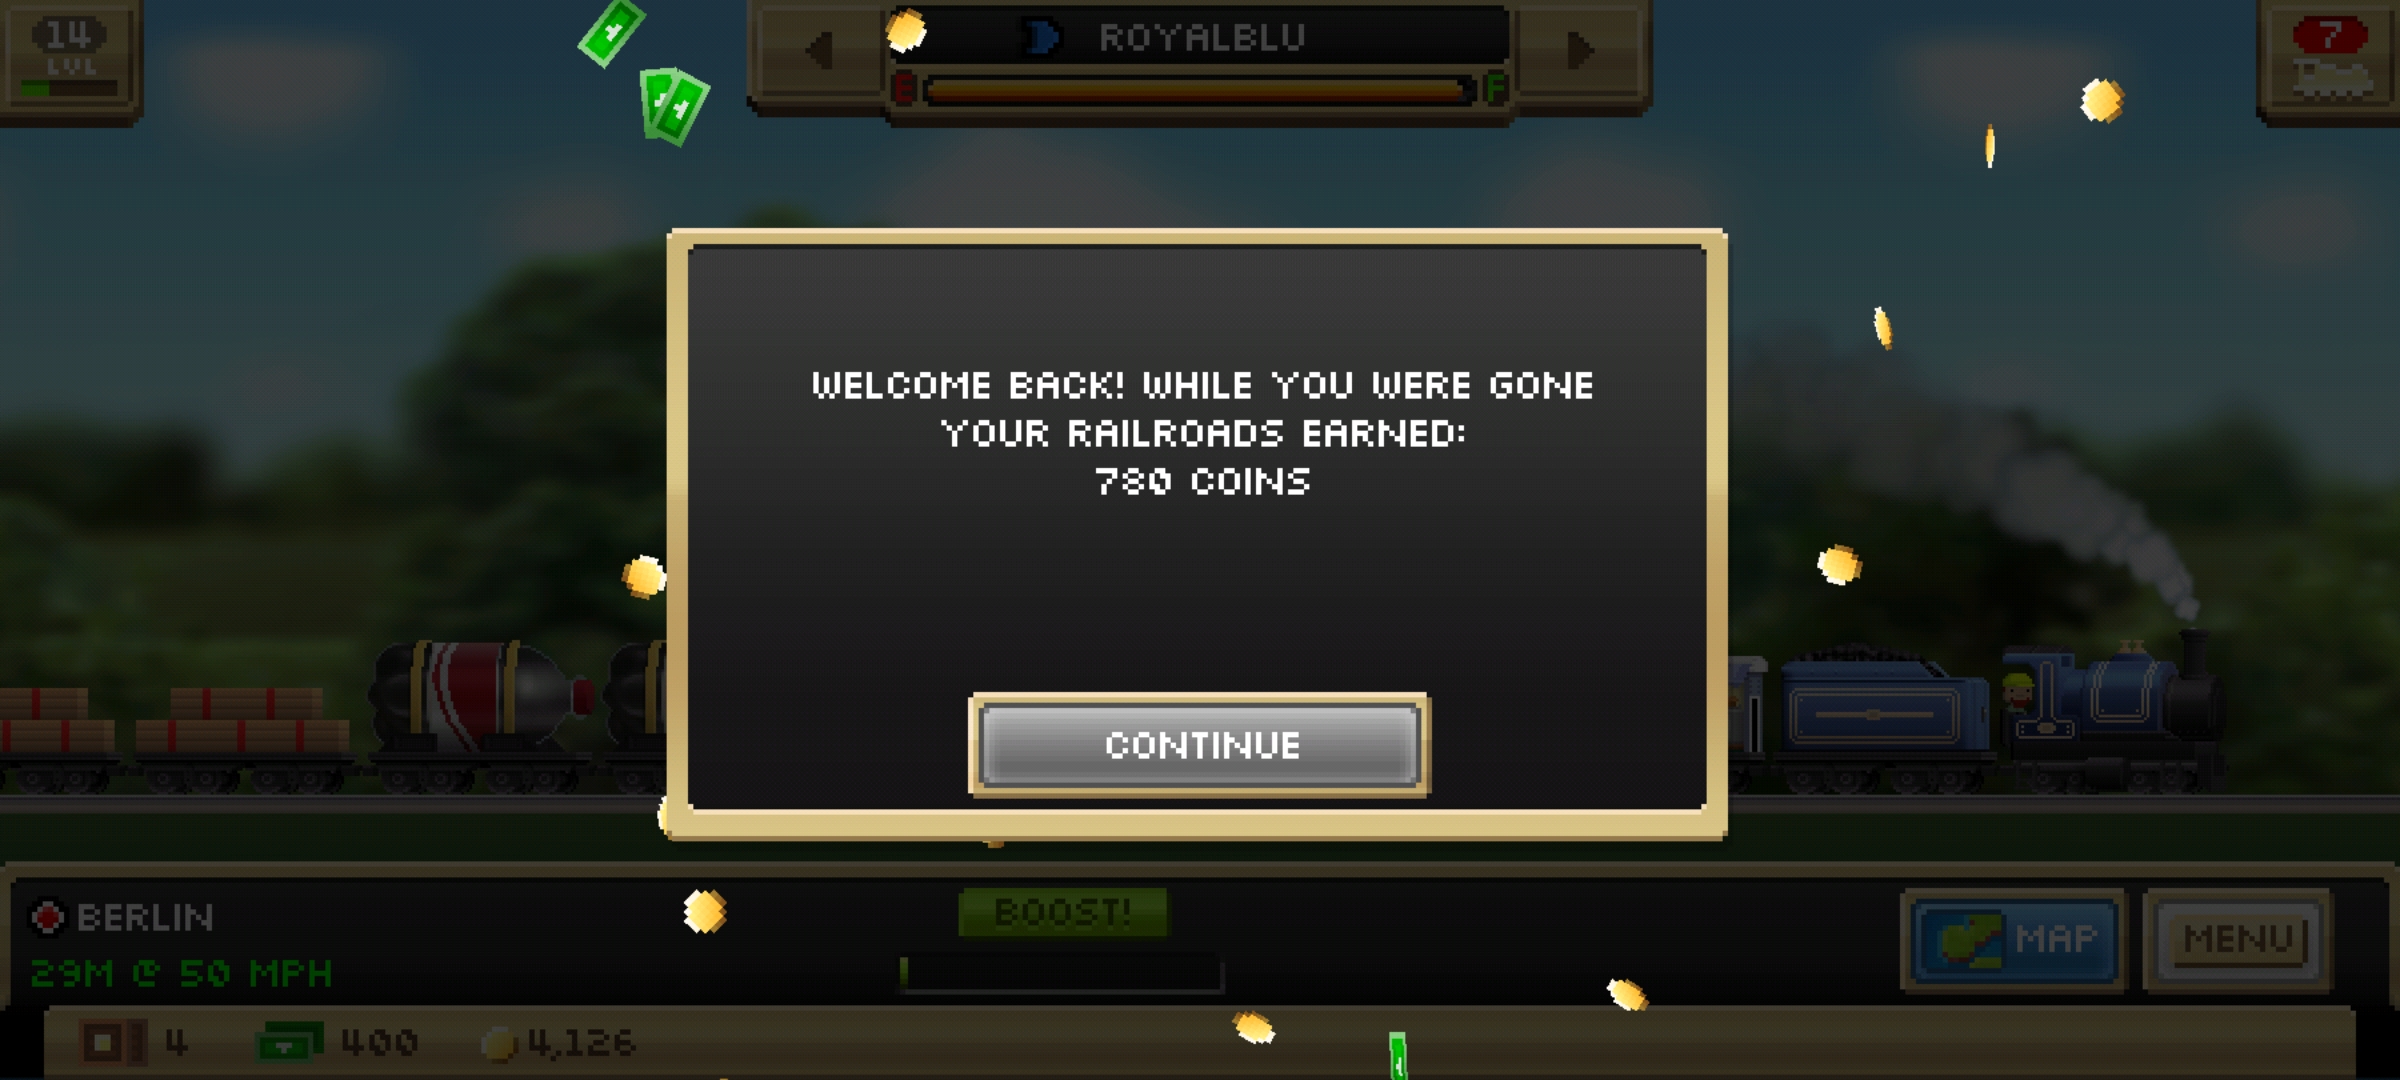 14
LVL
ROYALBLU
E F
7
WELCOME BACK! WHILE YOU WERE GONE
YOUR RAILROADS EARNED:
780 COINS
CONTINUE
BERLIN
29M @ 50 MPH
BOOST!
MAP
MENU
4 400 4,126